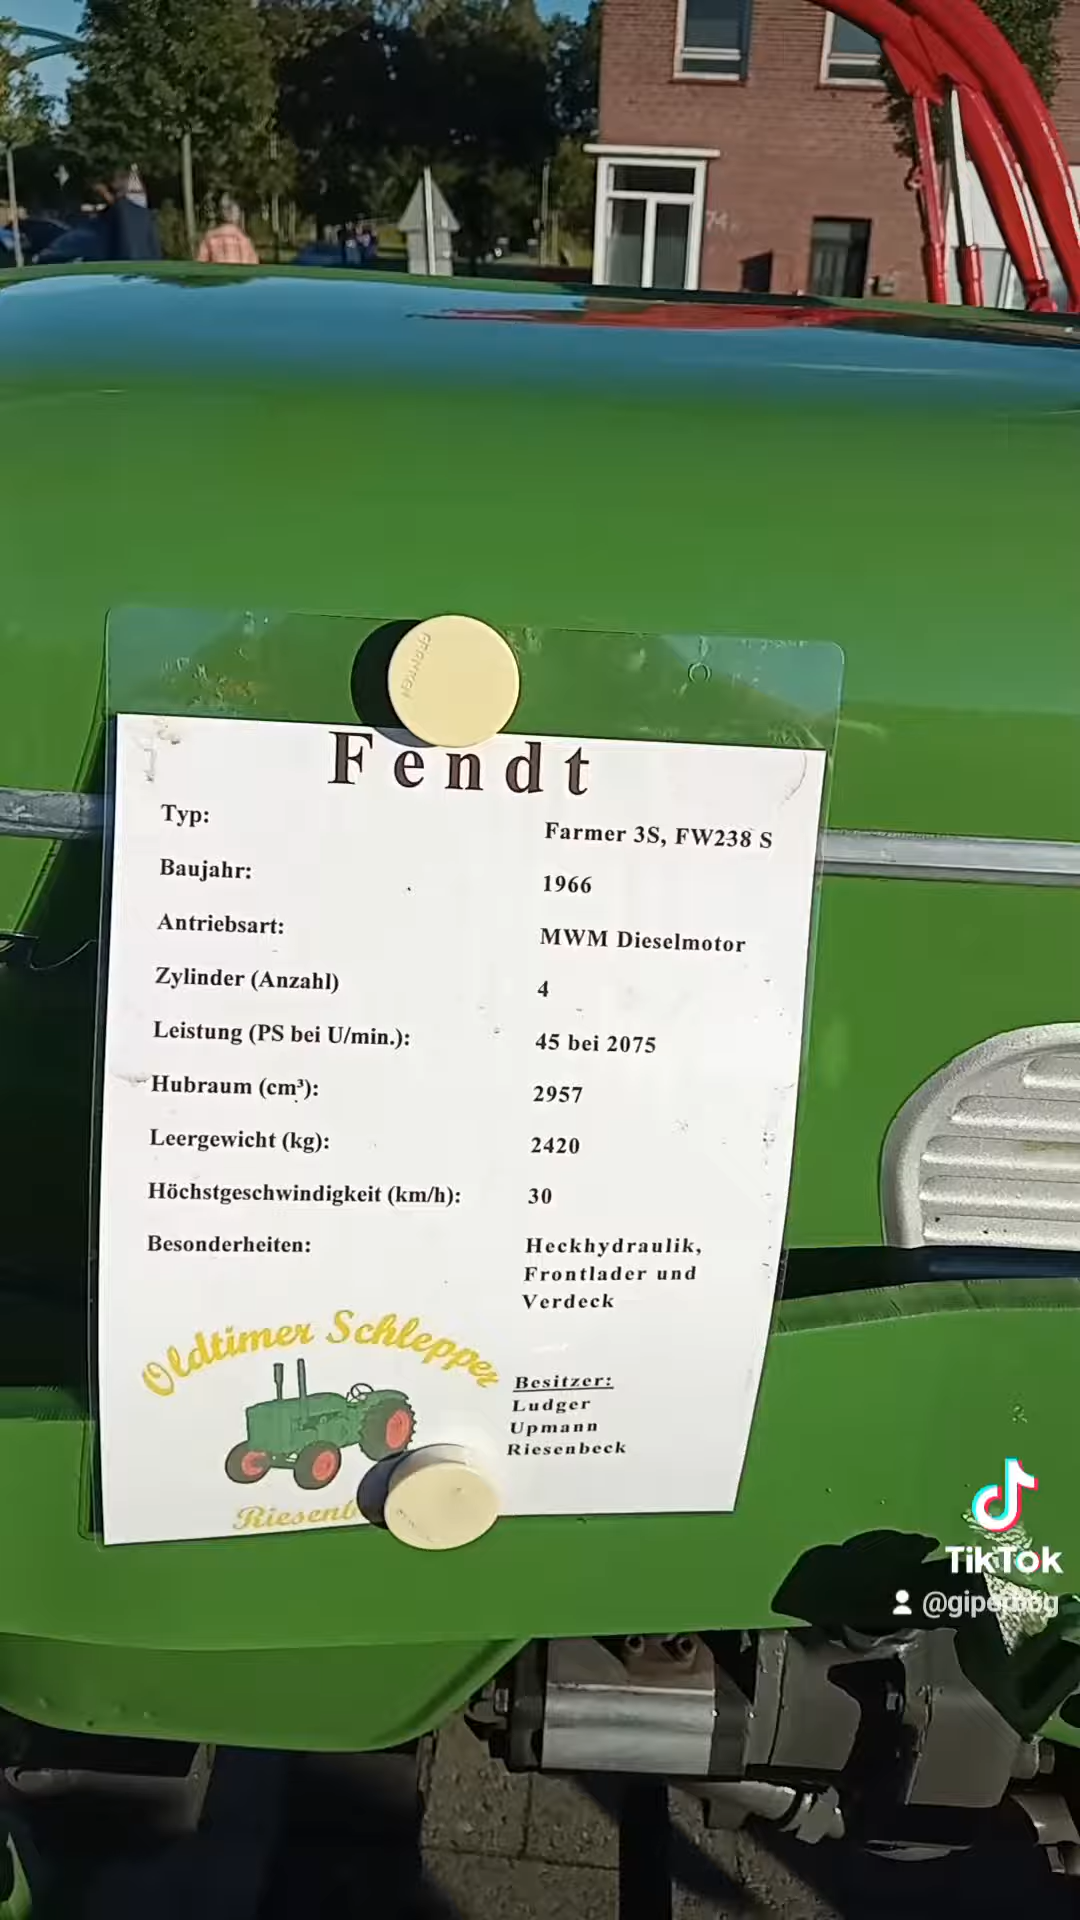 74
FRANKEN
Fendt
Typ: Farmer 3S, FW238 S
Baujahr: 1966
Antriebsart: MWM Dieselmotor
Zylinder (Anzahl) 4
Leistung (PS bei U/min.): 45 bei 2075
Hubraum (cm³): 2957
Leergewicht (kg): 2420
Höchstgeschwindigkeit (km/h): 30
Besonderheiten: Heckhydraulik,
Frontlader und
Verdeck
Oldtimer Schlepper
Besitzer:
Ludger
Upmann
Riesenbeck
TikTok